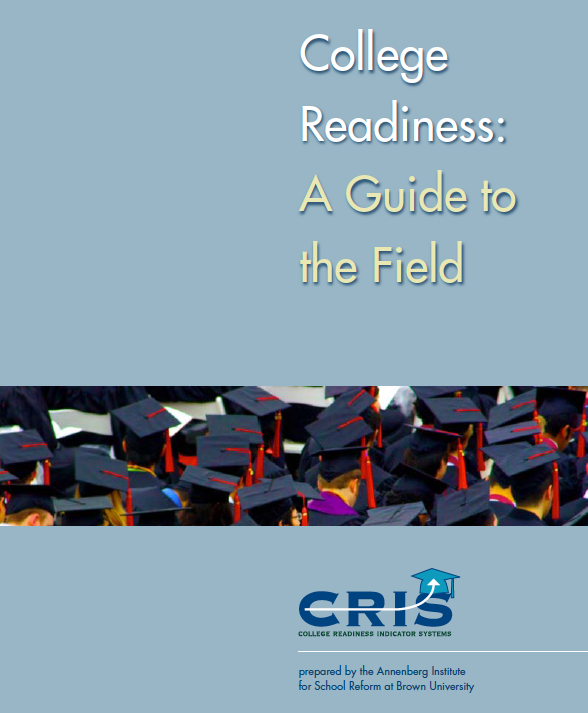 College
Readiness:
A Guide to
the Field
CRIS
COLLEGE READINESS INDICATOR SYSTEMS
prepared by the Annenberg Institute
for School Reform at Brown University